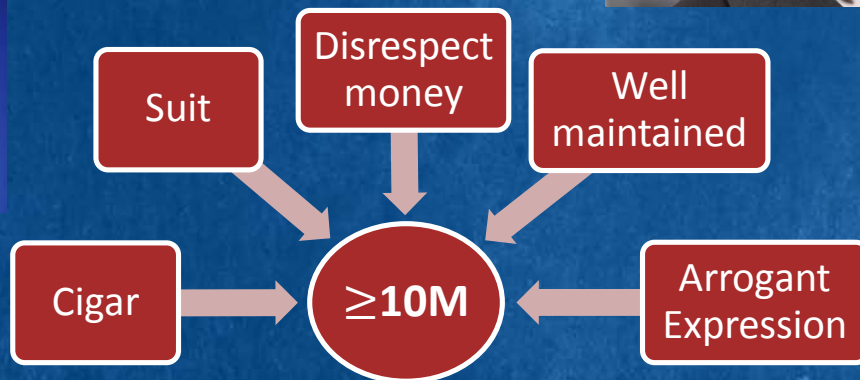 Disrespect
money
Suit
Well
maintained
Cigar
≥10M
Arrogant
Expression